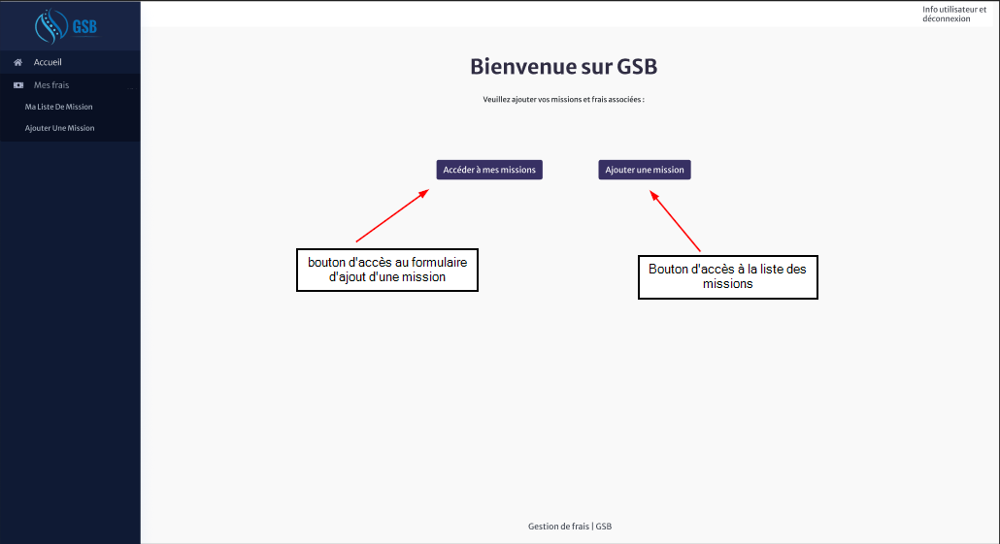 GSB
Info utilisateur et
déconnexion
Accueil
Mes frais
Ma Liste De Mission
Ajouter Une Mission
Bienvenue sur GSB
Veuillez ajouter vos missions et frais associées :
Accéder à mes missions
Ajouter une mission
bouton d'accès au formulaire
d'ajout d'une mission
Bouton d'accès à la liste des
missions
Gestion de frais | GSB